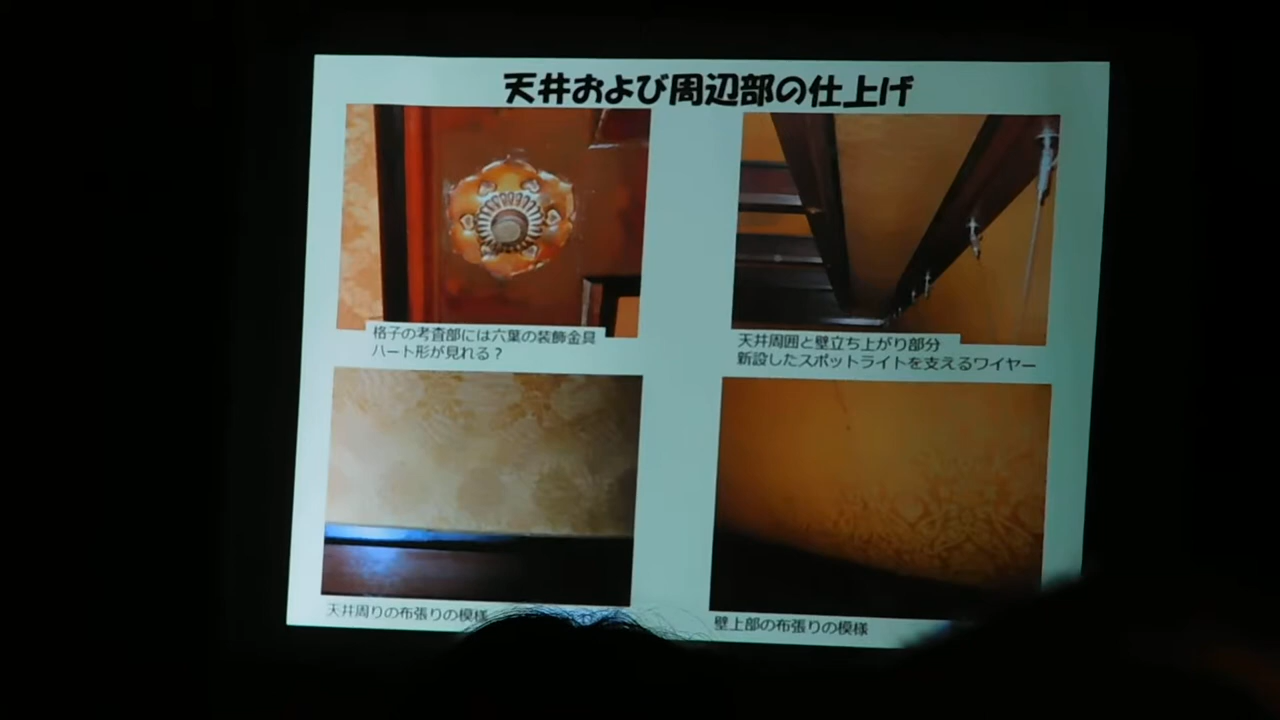 天井および周辺部の仕上げ
格子の考査部には六葉の装飾金具
ハート形が見れる？
天井周囲と壁立ち上がり部分
新設したスポットライトを支えるワイヤー
天井周りの布張りの模様
壁上部の布張りの模様